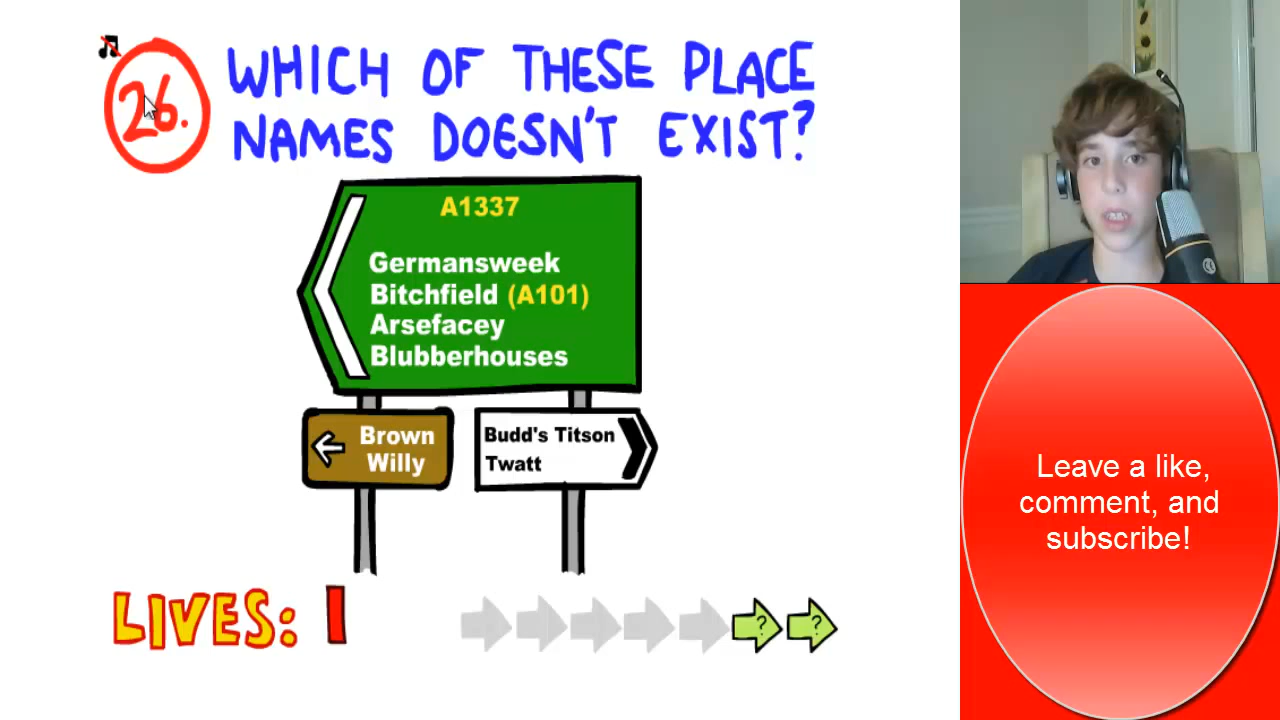 26.
WHICH OF THESE PLACE
NAMES DOESN'T EXIST?
A1337
Germansweek
Bitchfield (A101)
Arsefacey
Blubberhouses
Brown
Willy
Budd's Titson
Twatt
LIVES: 1
? ?
Leave a like,
comment, and
subscribe!